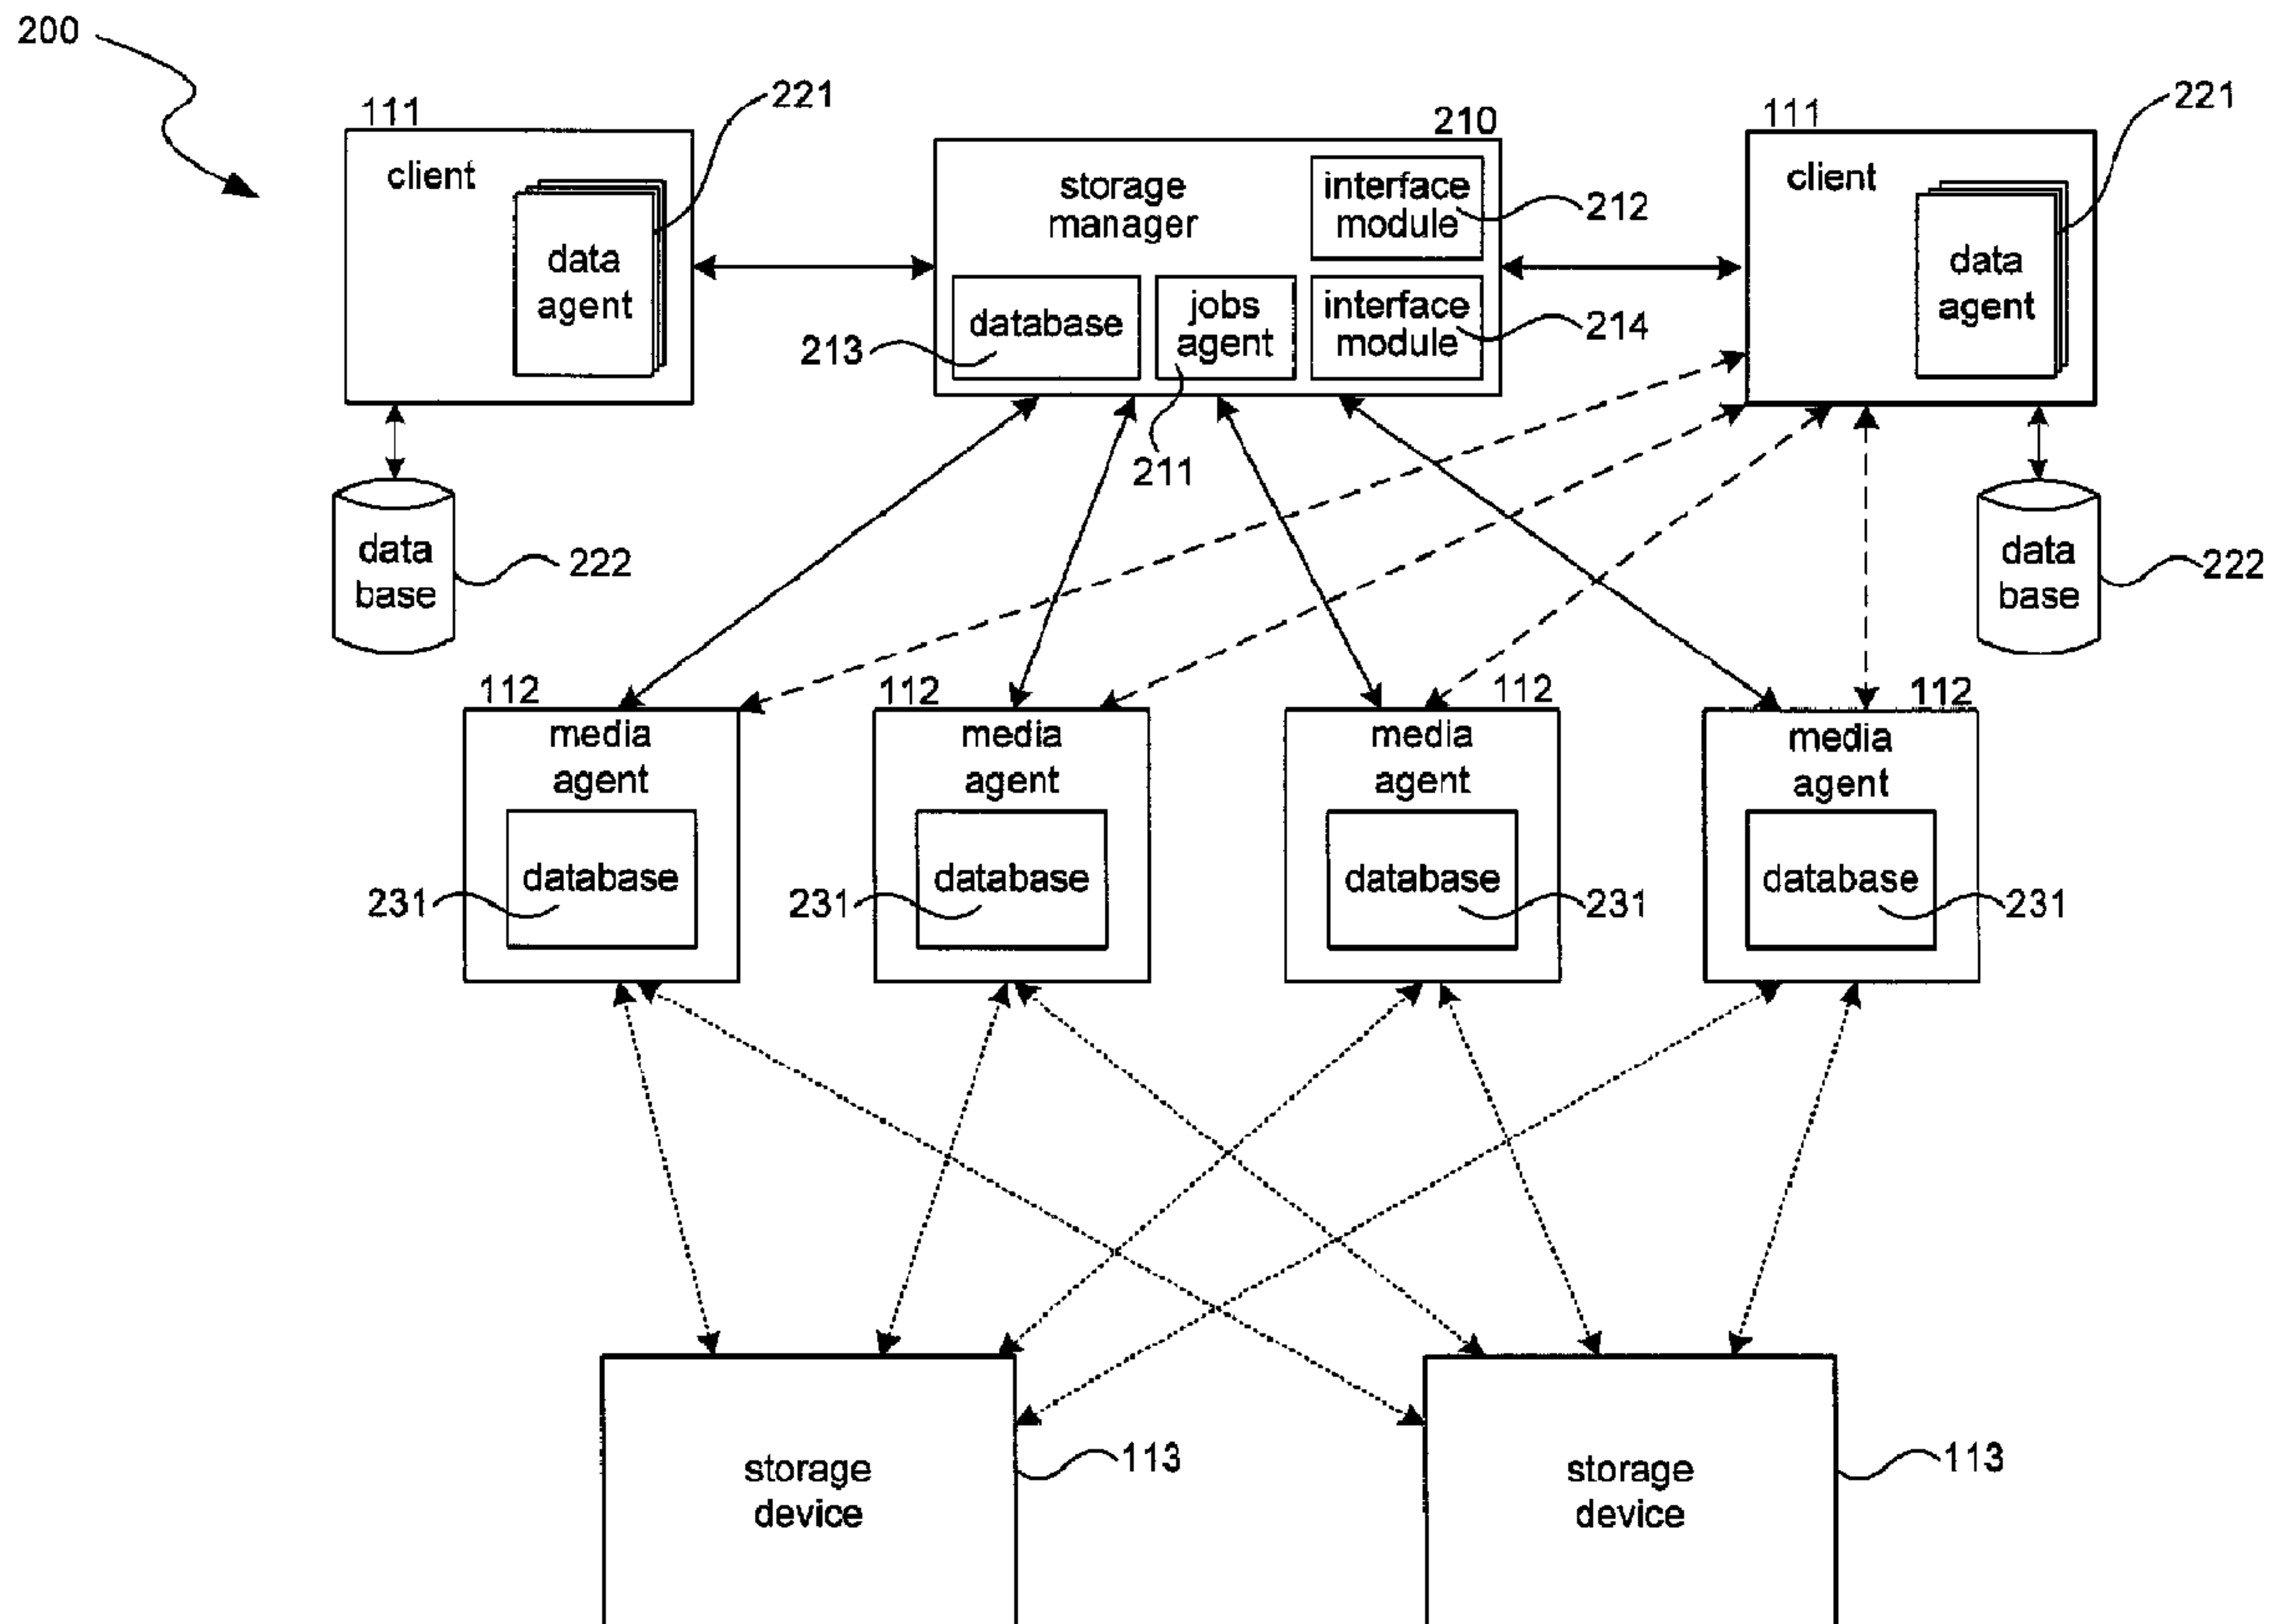 200
111
221
210
111
221
client
data
agent
storage
manager
interface
module
212
database
213
jobs
agent
211
interface
module
214
client
data
agent
data
base
222
data
base
222
112
media
agent
database
231
112
media
agent
database
231
112
media
agent
database
231
112
media
agent
database
231
storage
device
113
storage
device
113